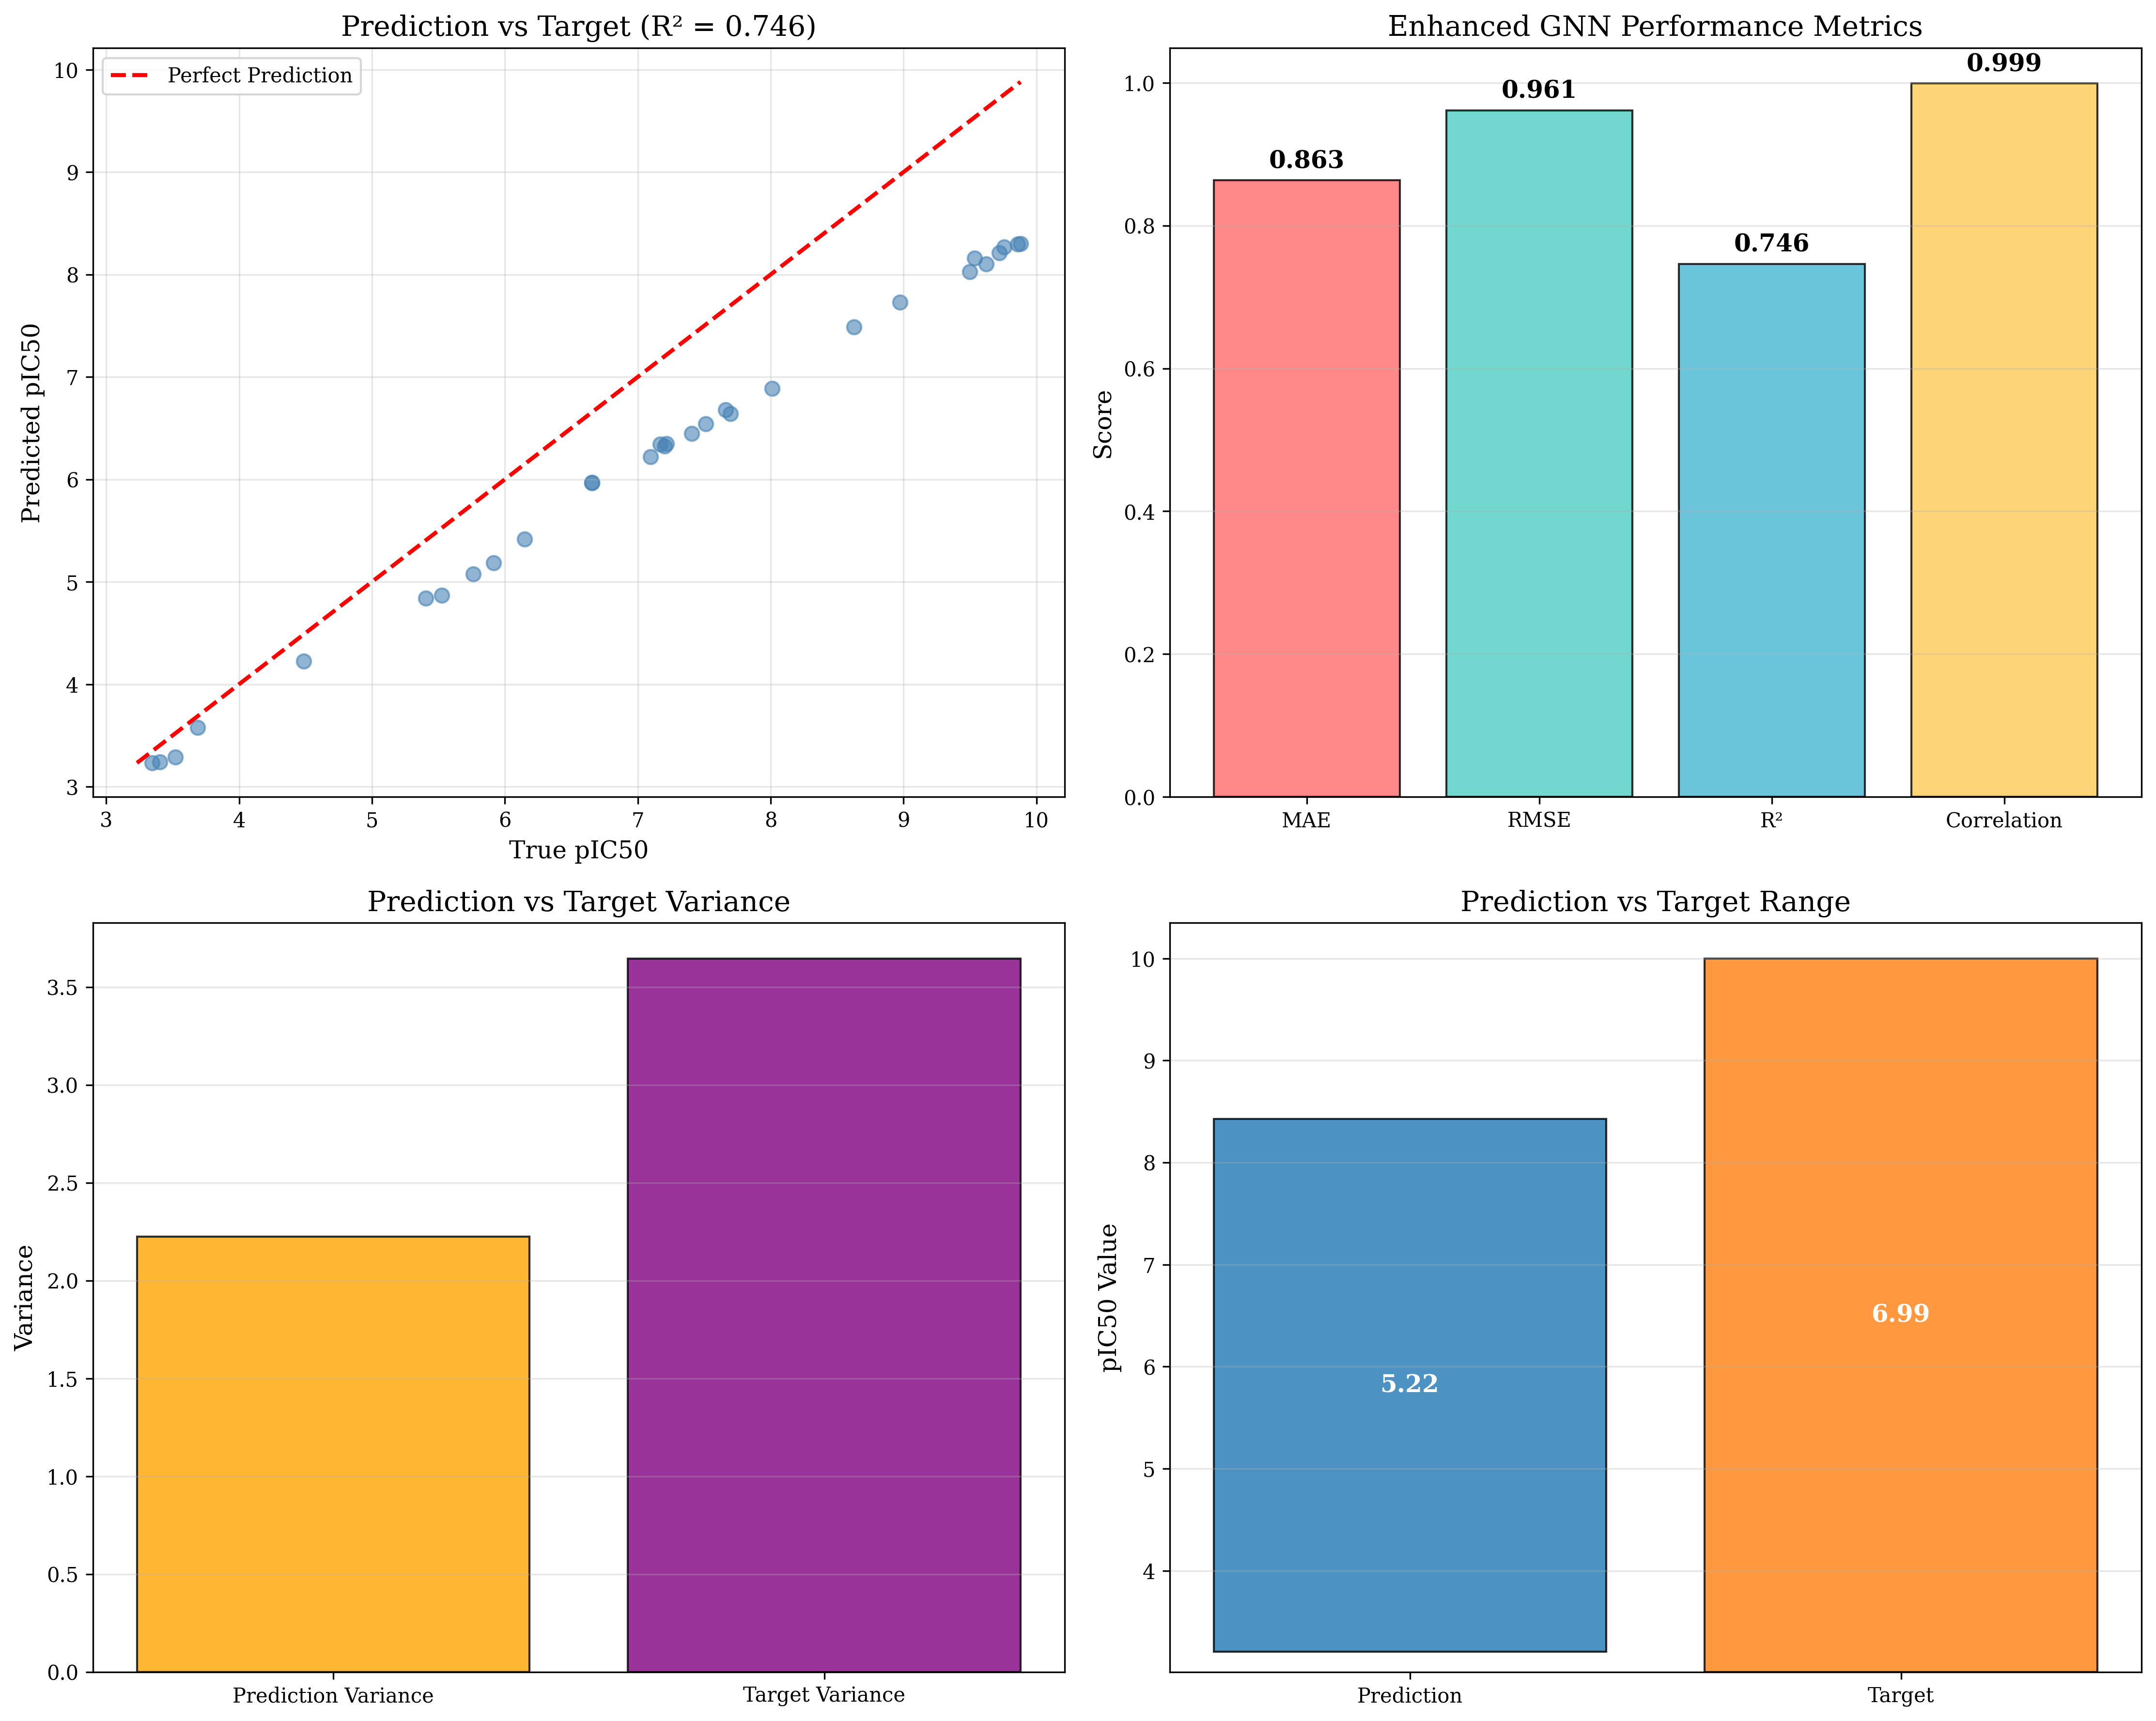 Prediction vs Target (R² = 0.746)
Perfect Prediction
10
9
8
7
6
5
4
3
Predicted pIC50
3 4 5 6 7 8 9 10
True pIC50
Enhanced GNN Performance Metrics
1.0
0.8
0.6
0.4
0.2
0.0
Score
0.863
0.961
0.746
0.999
MAE RMSE R² Correlation
Prediction vs Target Variance
3.5
3.0
2.5
2.0
1.5
1.0
0.5
0.0
Variance
Prediction Variance Target Variance
Prediction vs Target Range
10
9
8
7
6
5
4
pIC50 Value
5.22
6.99
Prediction Target